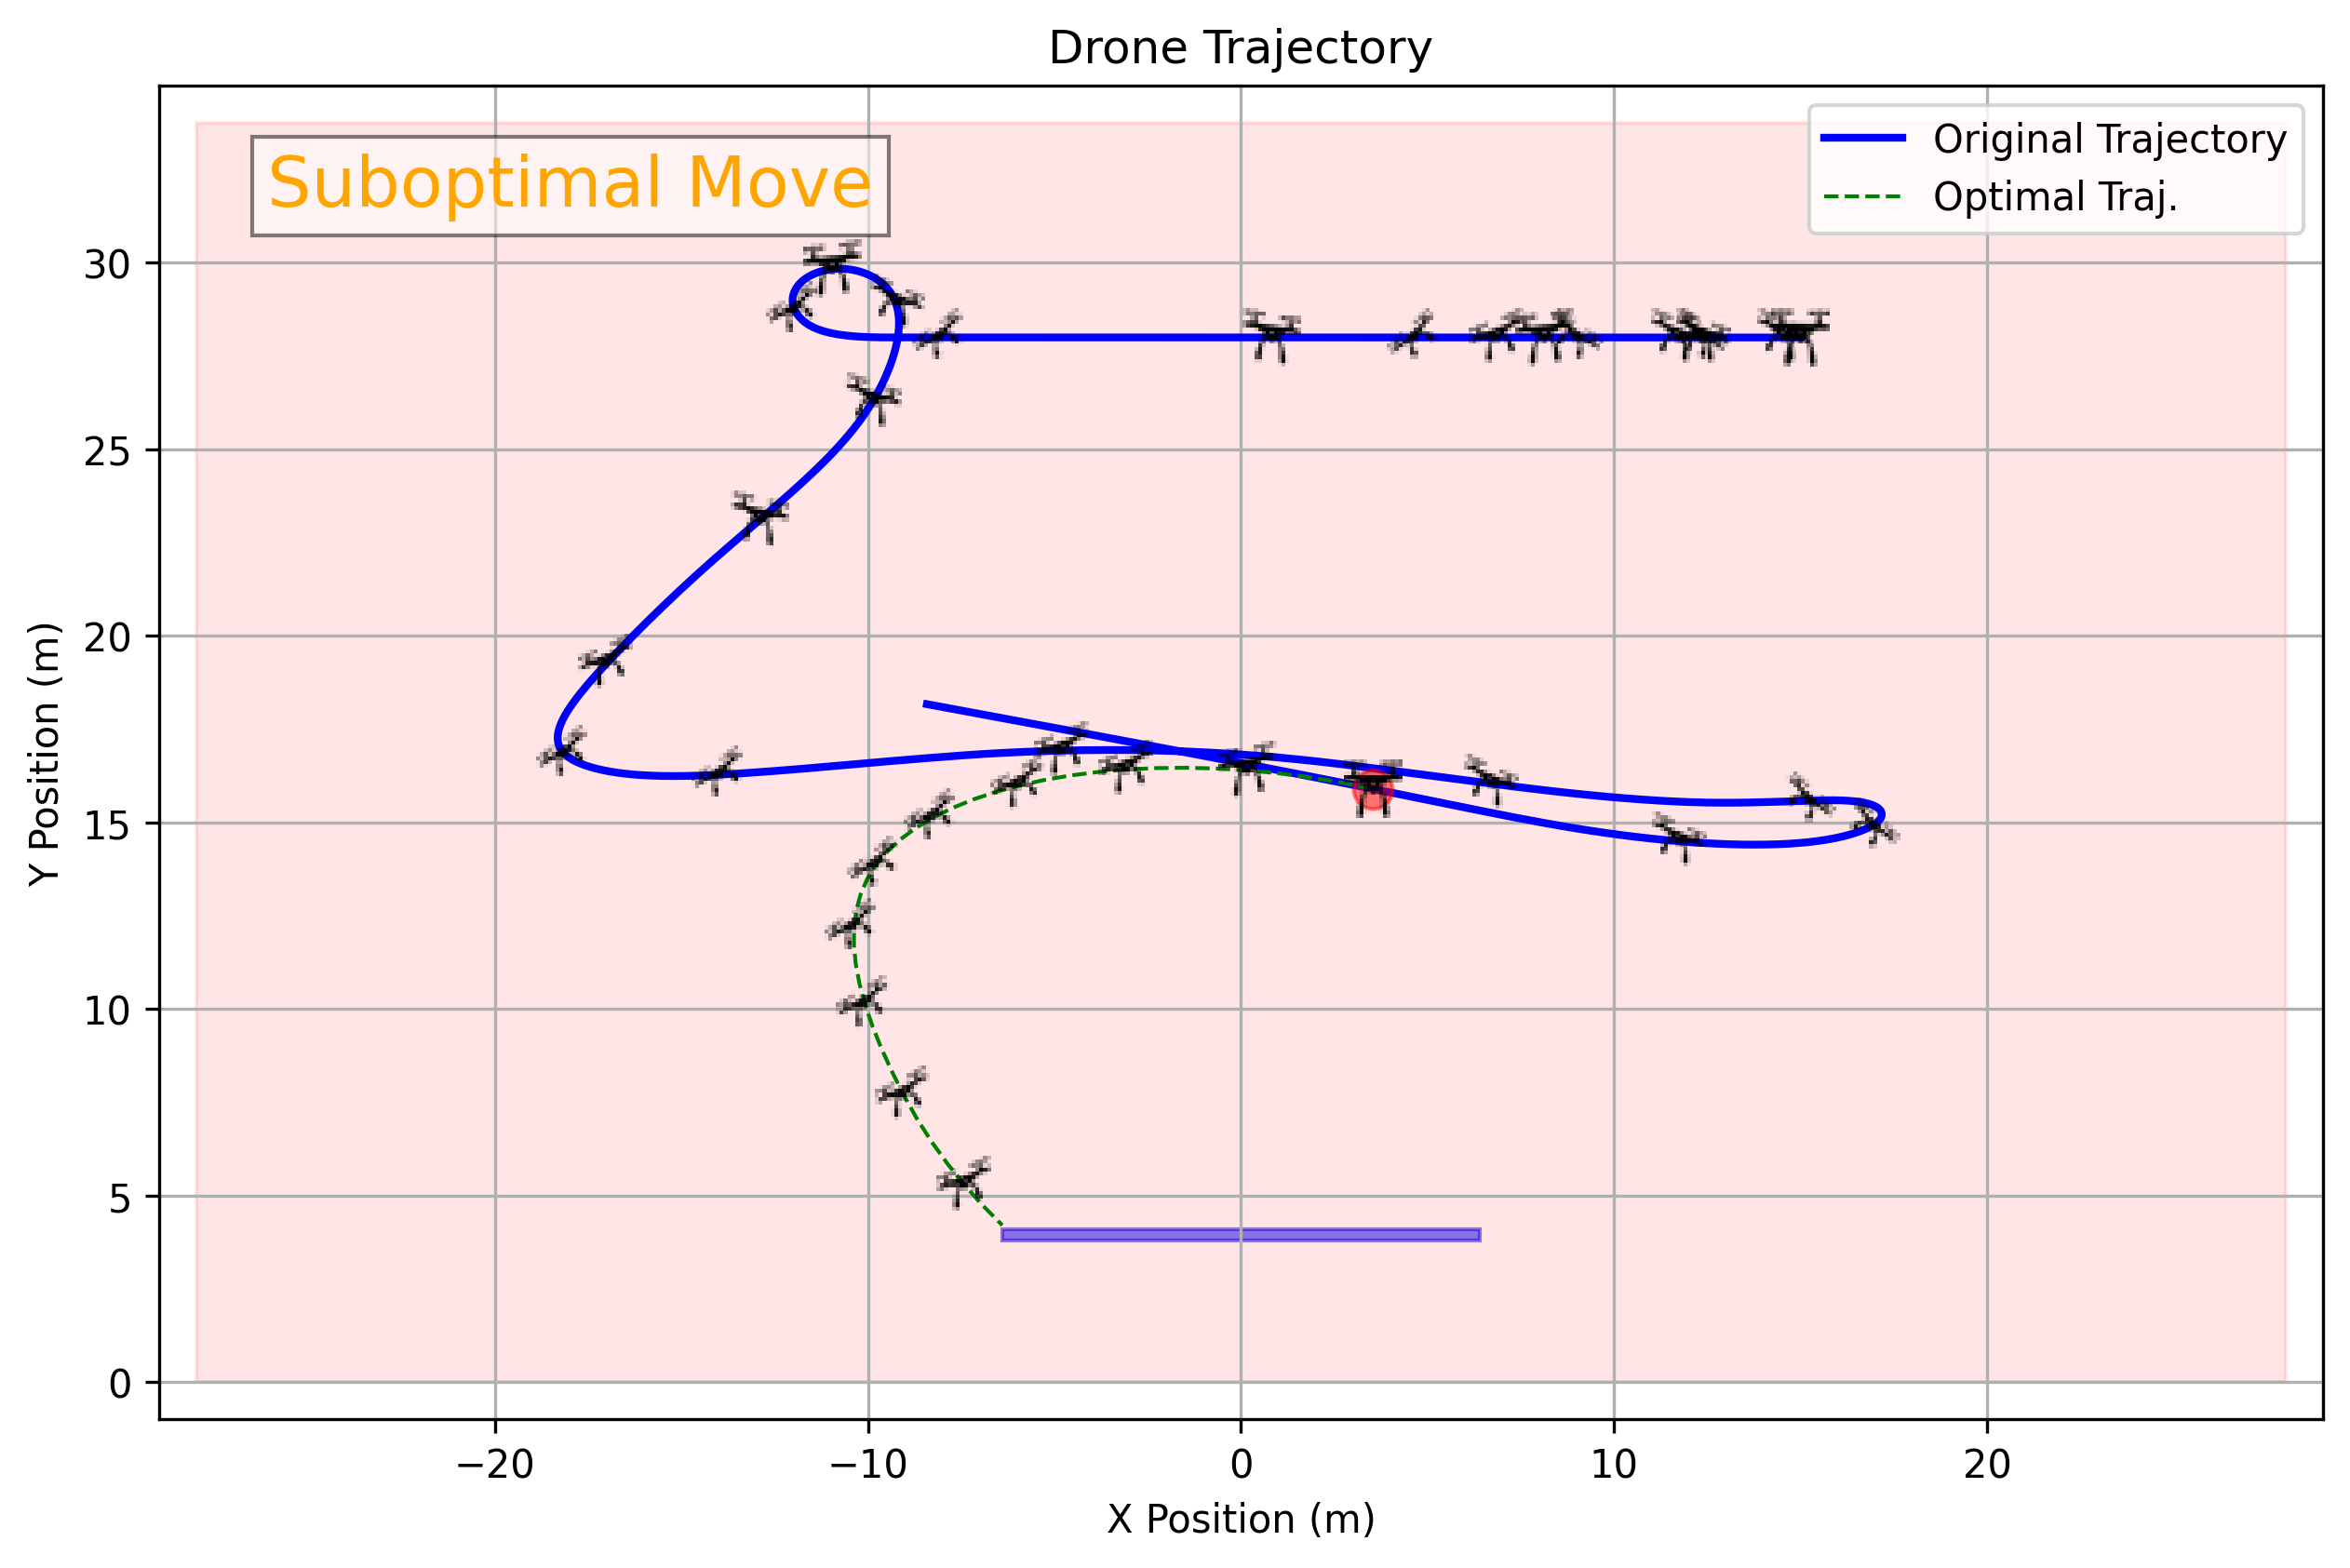 Drone Trajectory
Suboptimal Move
Original Trajectory
Optimal Traj.
30
25
20
15
10
5
0
Y Position (m)
−20
−10
0
10
20
X Position (m)